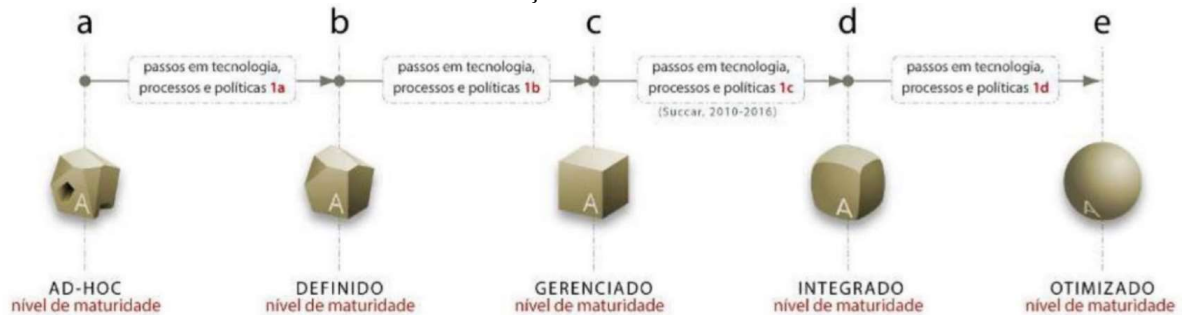 a b c d e
passos em tecnologia,
processos e políticas 1a
passos em tecnologia,
processos e políticas 1b
passos em tecnologia,
processos e políticas 1c
(Succar, 2010-2016)
passos em tecnologia,
processos e políticas 1d
A A A A A
AD-HOC
nível de maturidade
DEFINIDO
nível de maturidade
GERENCIADO
nível de maturidade
INTEGRADO
nível de maturidade
OTIMIZADO
nível de maturidade